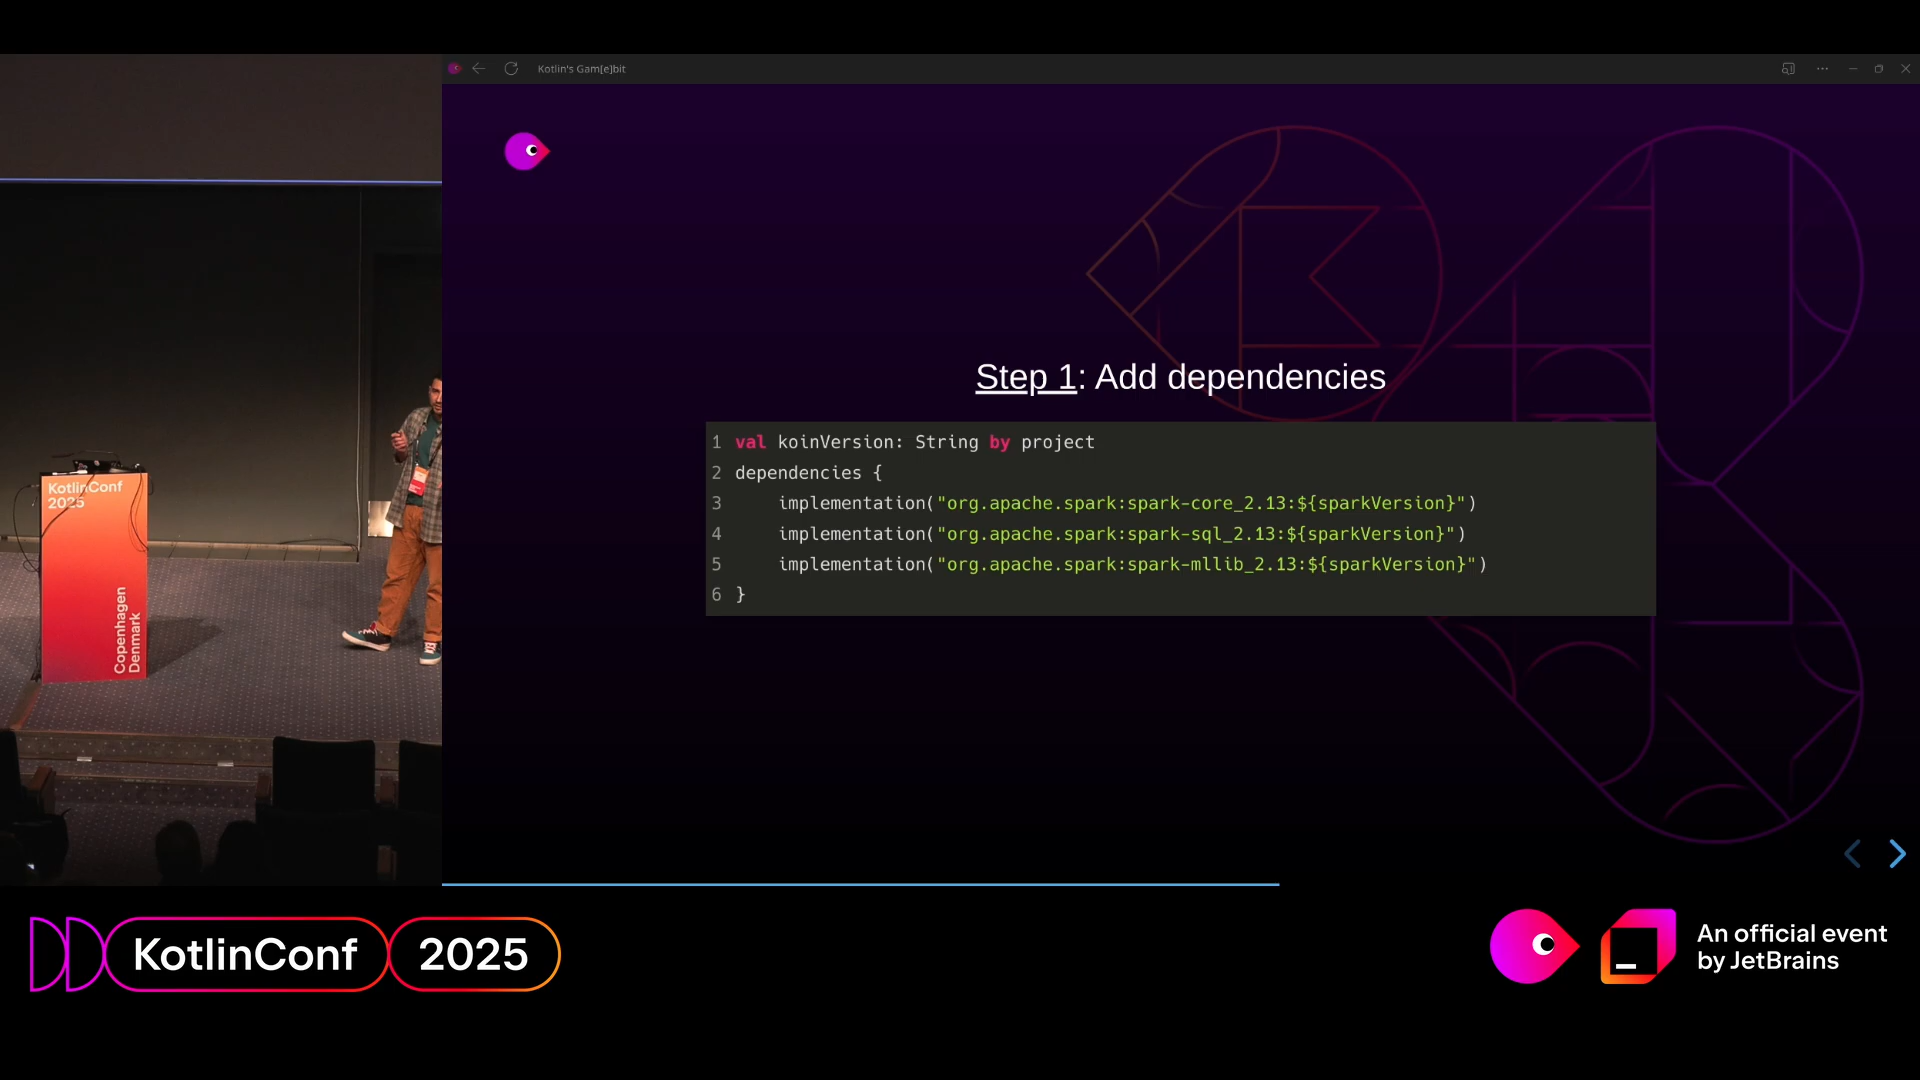 Kotlin's Gam[e]bit
Step 1: Add dependencies
1 val koinVersion: String by project
2 dependencies {
3     implementation("org.apache.spark:spark-core_2.13:${sparkVersion}")
4     implementation("org.apache.spark:spark-sql_2.13:${sparkVersion}")
5     implementation("org.apache.spark:spark-mllib_2.13:${sparkVersion}")
6 }
KotlinConf
2025
Copenhagen
Denmark
KotlinConf 2025
An official event
by JetBrains